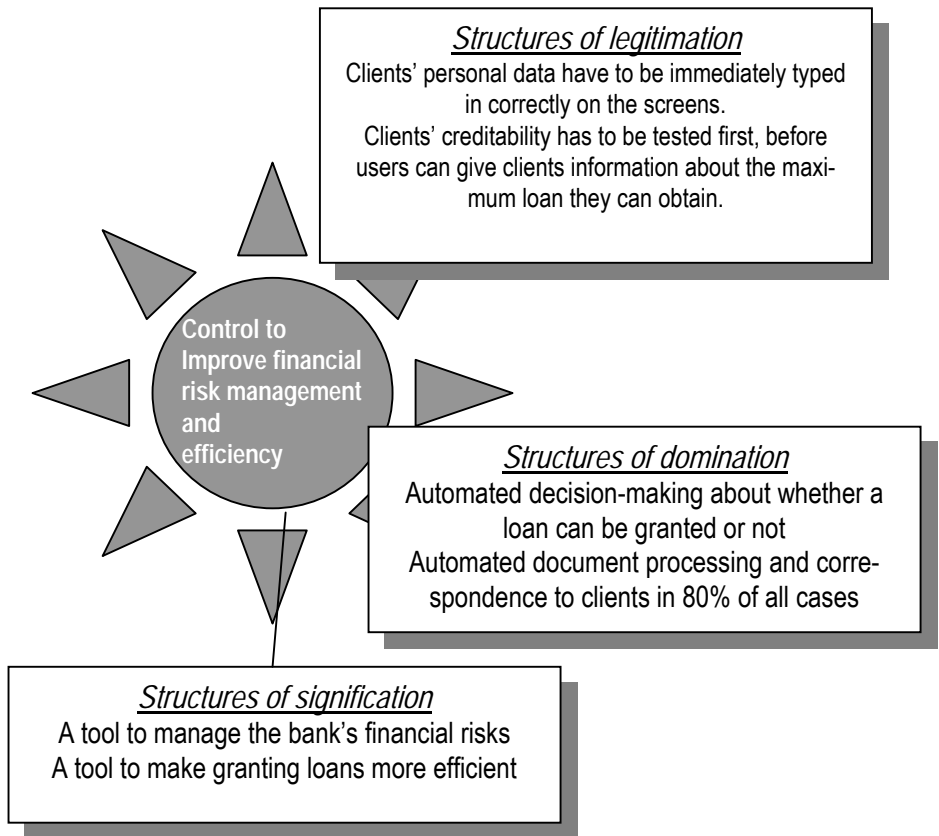 Structures of legitimation
Clients’ personal data have to be immediately typed
in correctly on the screens.
Clients’ creditability has to be tested first, before
users can give clients information about the maxi-
mum loan they can obtain.
Control to
Improve financial
risk management
and
efficiency
Structures of domination
Automated decision-making about whether a
loan can be granted or not
Automated document processing and corre-
spondence to clients in 80% of all cases
Structures of signification
A tool to manage the bank’s financial risks
A tool to make granting loans more efficient